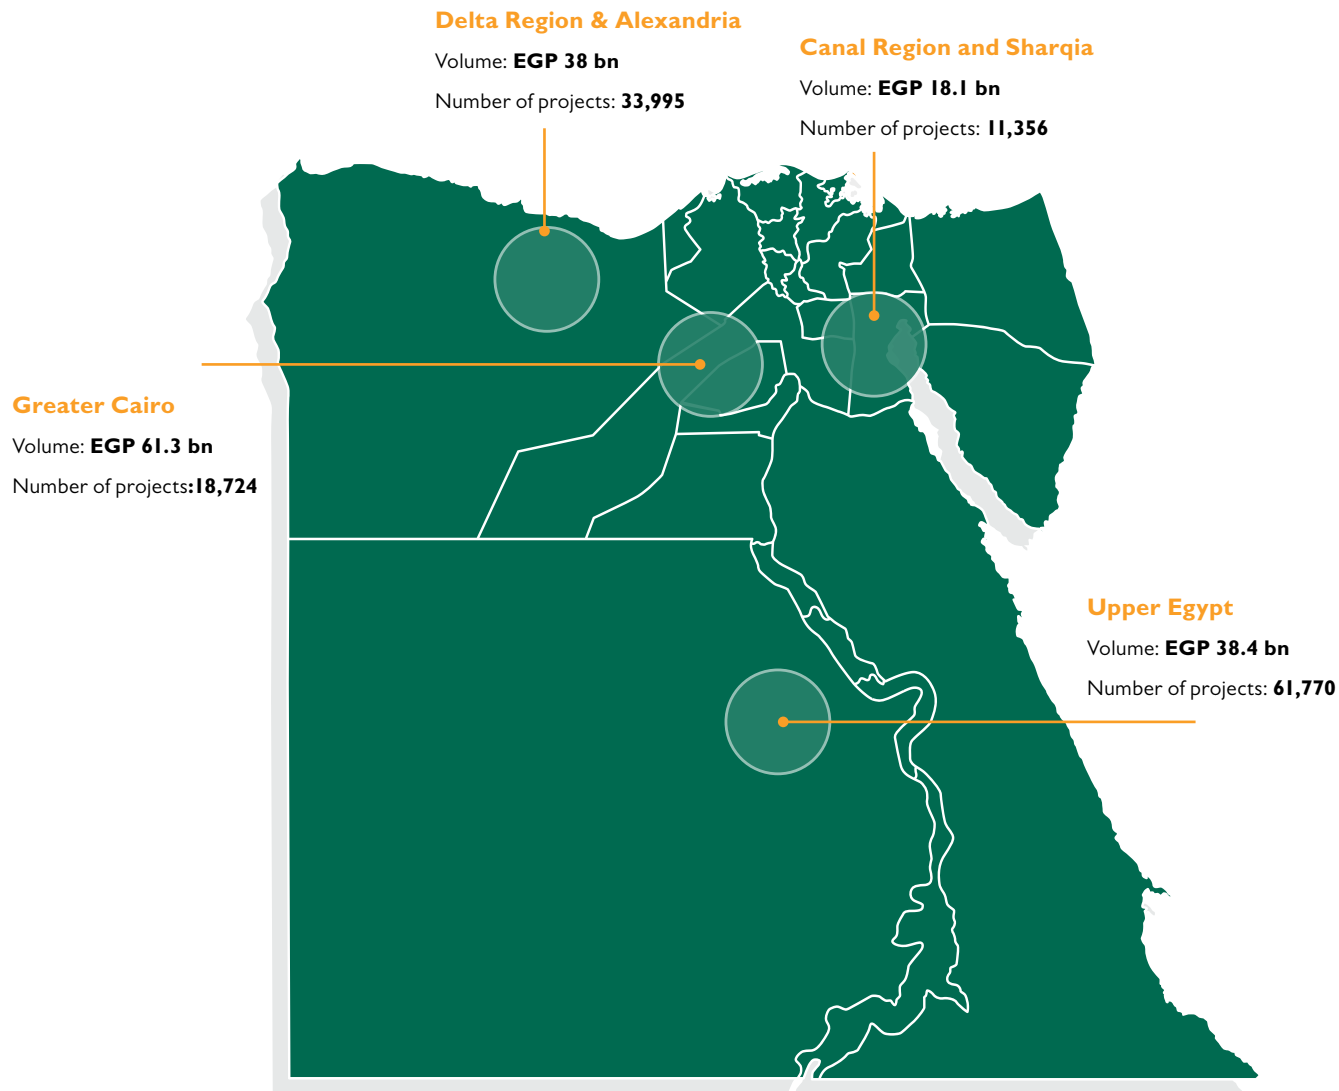 Delta Region & Alexandria
Volume: EGP 38 bn
Number of projects: 33,995
Canal Region and Sharqia
Volume: EGP 18.1 bn
Number of projects: 11,356
Greater Cairo
Volume: EGP 61.3 bn
Number of projects:18,724
Upper Egypt
Volume: EGP 38.4 bn
Number of projects: 61,770